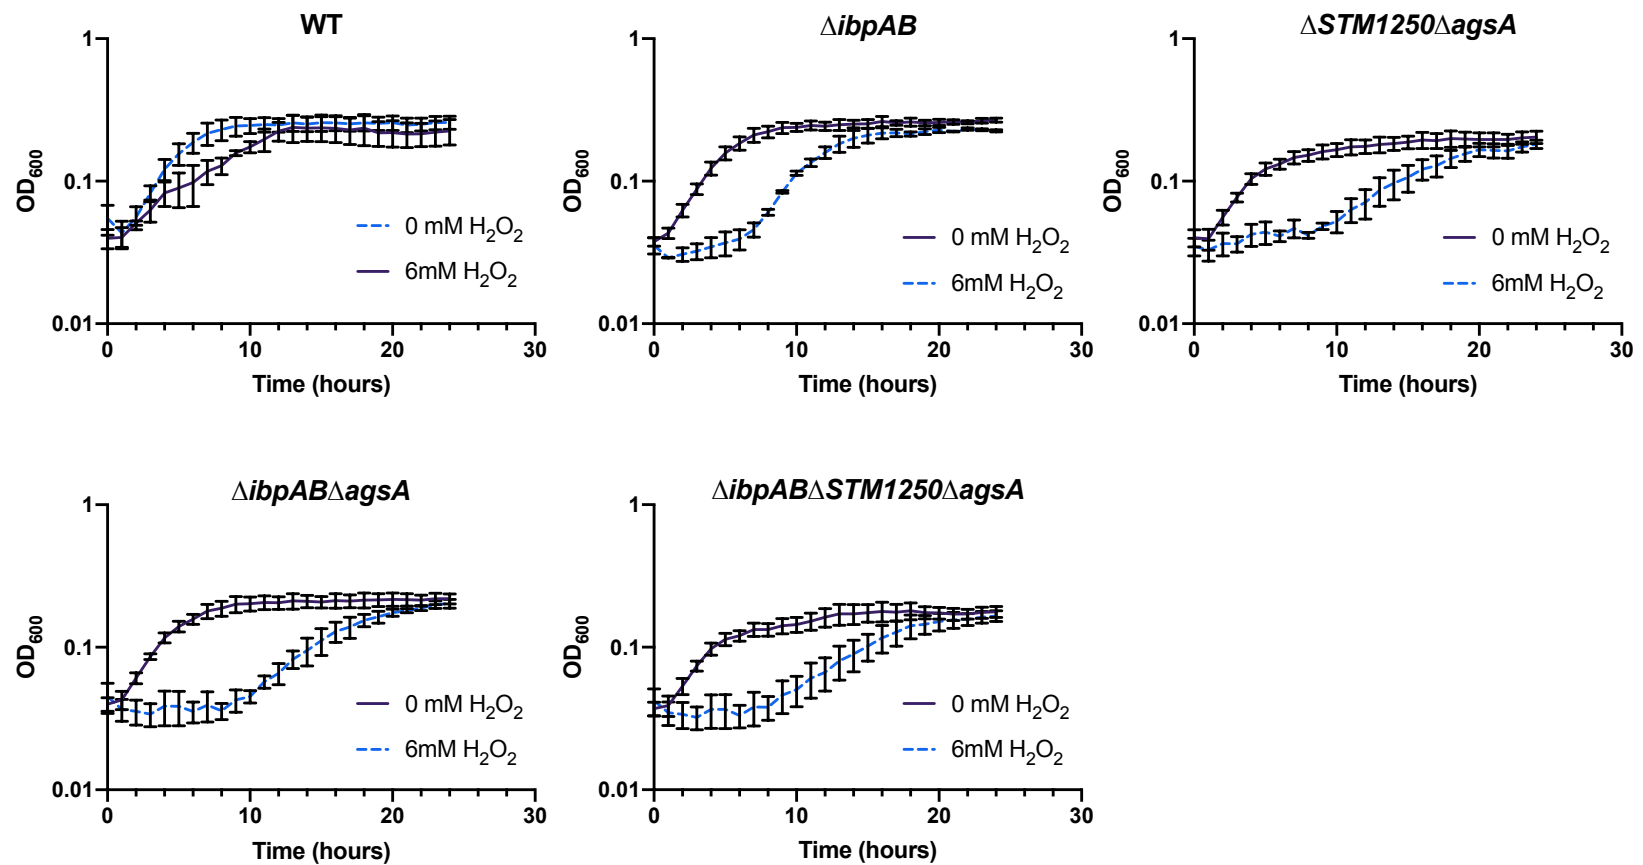 WT
1
0.1
0.01
OD600
0 mM H2O2
6mM H2O2
0 10 20 30
Time (hours)
ΔibpAB
1
0.1
0.01
OD600
0 mM H2O2
6mM H2O2
0 10 20 30
Time (hours)
ΔSTM1250ΔagsA
1
0.1
0.01
OD600
0 mM H2O2
6mM H2O2
0 10 20 30
Time (hours)
ΔibpABΔagsA
1
0.1
0.01
OD600
0 mM H2O2
6mM H2O2
0 10 20 30
Time (hours)
ΔibpABΔSTM1250ΔagsA
1
0.1
0.01
OD600
0 mM H2O2
6mM H2O2
0 10 20 30
Time (hours)